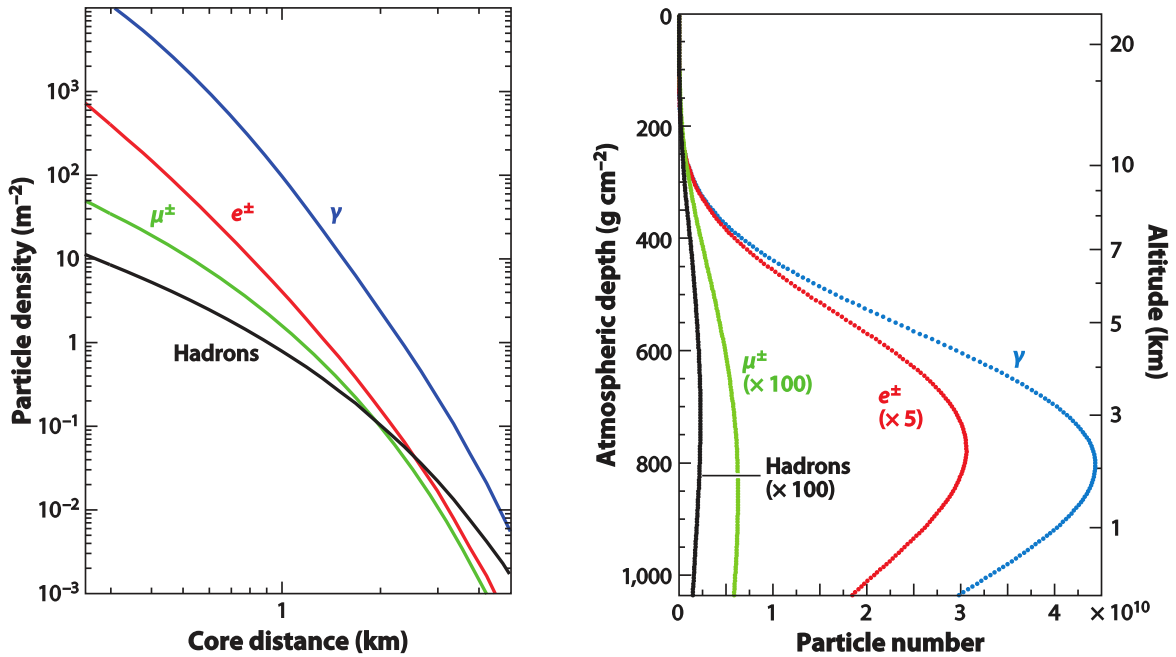 Particle density (m⁻²)
10³
10²
10
1
10⁻¹
10⁻²
10⁻³
μ±
e±
γ
Hadrons
1
Core distance (km)
Atmospheric depth (g cm⁻²)
0
200
400
600
800
1,000
μ±
(× 100)
e±
(× 5)
γ
Hadrons
(× 100)
20
10
7
5
3
1
Altitude (km)
0 1 2 3 4 × 10¹⁰
Particle number